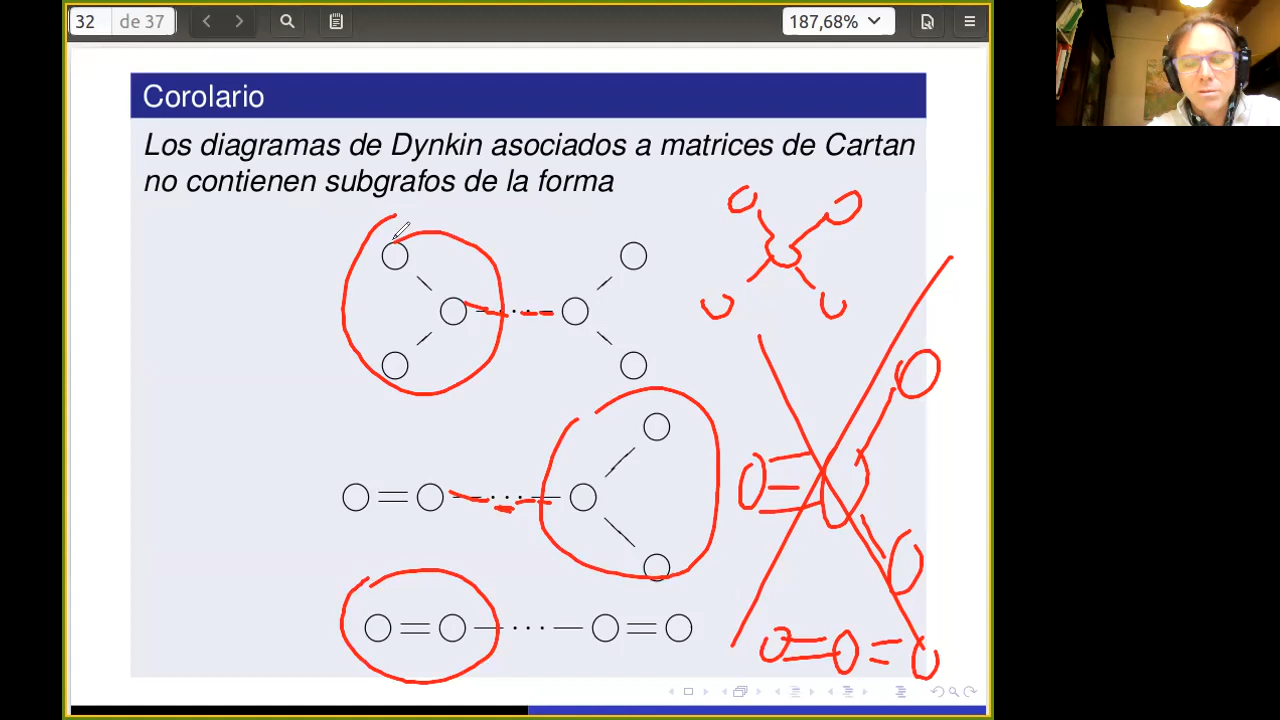 32 de 37 187,68%
Corolario
Los diagramas de Dynkin asociados a matrices de Cartan
no contienen subgrafos de la forma